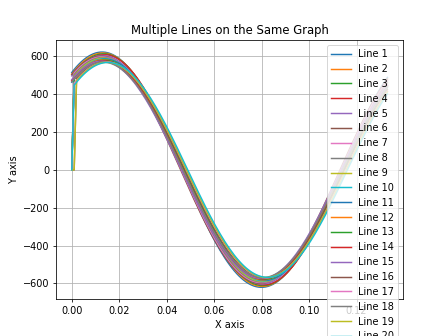 Multiple Lines on the Same Graph
Y axis
600
400
200
0
−200
−400
−600
0.00
0.02
0.04
0.06
0.08
0.10
X axis
Line 1
Line 2
Line 3
Line 4
Line 5
Line 6
Line 7
Line 8
Line 9
Line 10
Line 11
Line 12
Line 13
Line 14
Line 15
Line 16
Line 17
Line 18
Line 19
Line 20